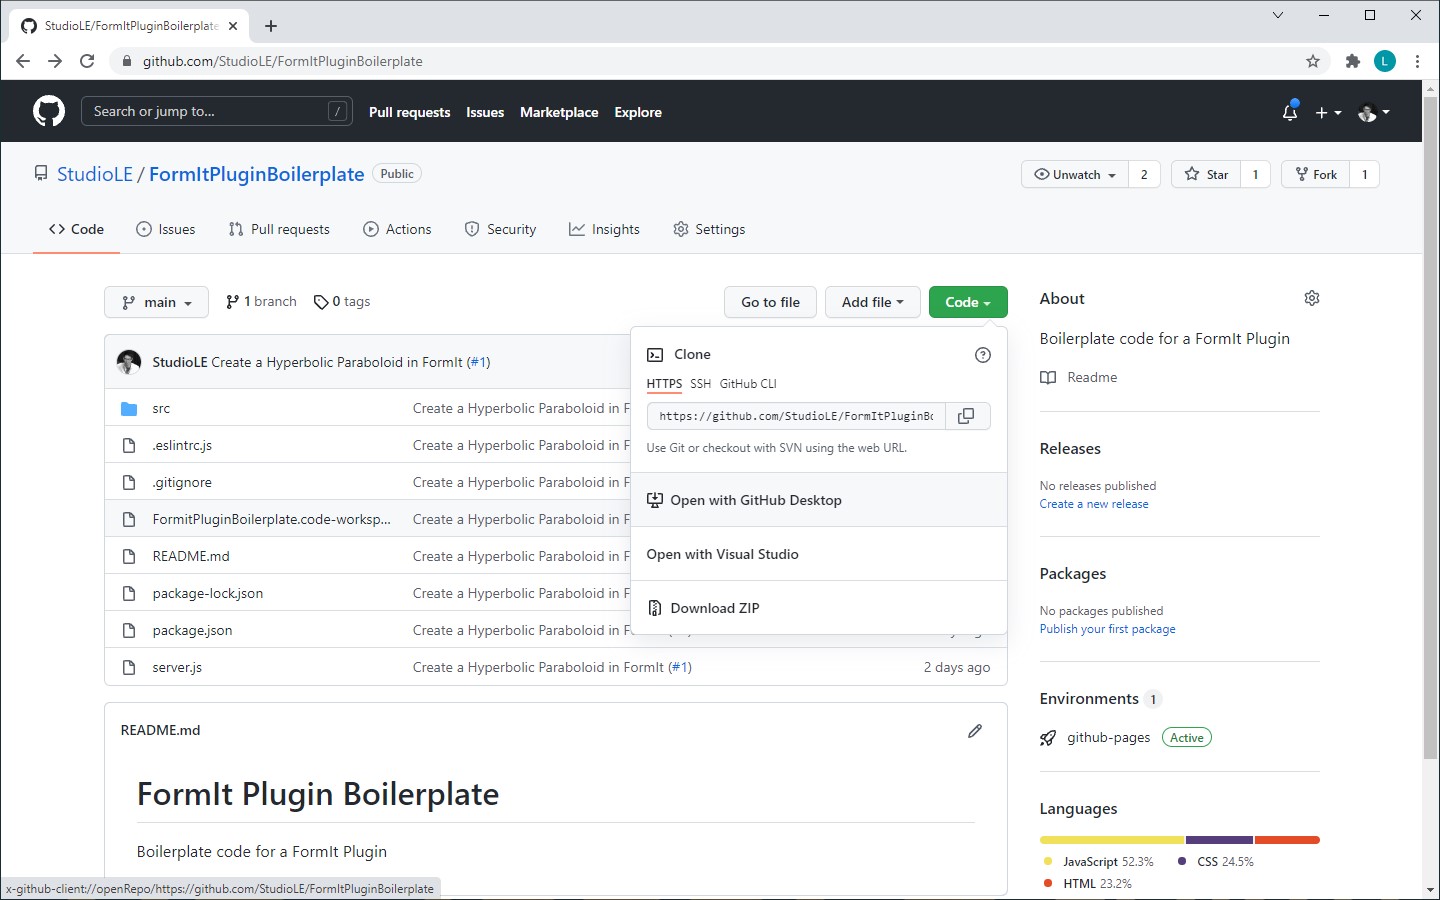 StudioLE/FormItPluginBoilerplate
github.com/StudioLE/FormItPluginBoilerplate
L
Search or jump to...
/
Pull requests
Issues
Marketplace
Explore
StudioLE / FormItPluginBoilerplate
Public
Unwatch
2
Star
1
Fork
1
Code
Issues
Pull requests
Actions
Security
Insights
Settings
main
1 branch
0 tags
Go to file
Add file
Code
StudioLE Create a Hyperbolic Paraboloid in FormIt (#1)
src
Create a Hyperbolic Paraboloid in F
.eslintrc.js
Create a Hyperbolic Paraboloid in F
.gitignore
Create a Hyperbolic Paraboloid in F
FormitPluginBoilerplate.code-worksp...
Create a Hyperbolic Paraboloid in F
README.md
Create a Hyperbolic Paraboloid in F
package-lock.json
Create a Hyperbolic Paraboloid in F
package.json
Create a Hyperbolic Paraboloid in
server.js
Create a Hyperbolic Paraboloid in FormIt (#1)
2 days ago
Clone
HTTPS
SSH
GitHub CLI
https://github.com/StudioLE/FormItPluginBo
Use Git or checkout with SVN using the web URL.
Open with GitHub Desktop
Open with Visual Studio
Download ZIP
README.md
FormIt Plugin Boilerplate
Boilerplate code for a FormIt Plugin
About
Boilerplate code for a FormIt Plugin
Readme
Releases
No releases published
Create a new release
Packages
No packages published
Publish your first package
Environments 1
github-pages
Active
Languages
JavaScript 52.3%
CSS 24.5%
HTML 23.2%
x-github-client://openRepo/https://github.com/StudioLE/FormItPluginBoilerplate